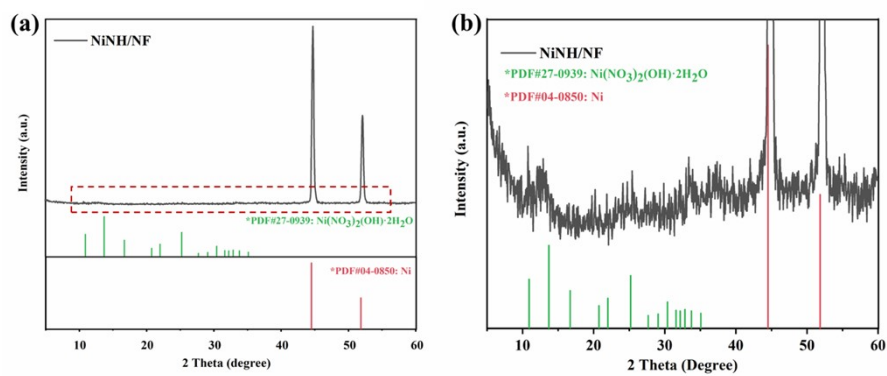 (a)
NiNH/NF
Intensity (a.u.)
*PDF#27-0939: Ni(NO3)2(OH)·2H2O
*PDF#04-0850: Ni
10 20 30 40 50 60
2 Theta (degree)
(b)
NiNH/NF
*PDF#27-0939: Ni(NO3)2(OH)·2H2O
*PDF#04-0850: Ni
Intensity (a.u.)
10 20 30 40 50 60
2 Theta (Degree)